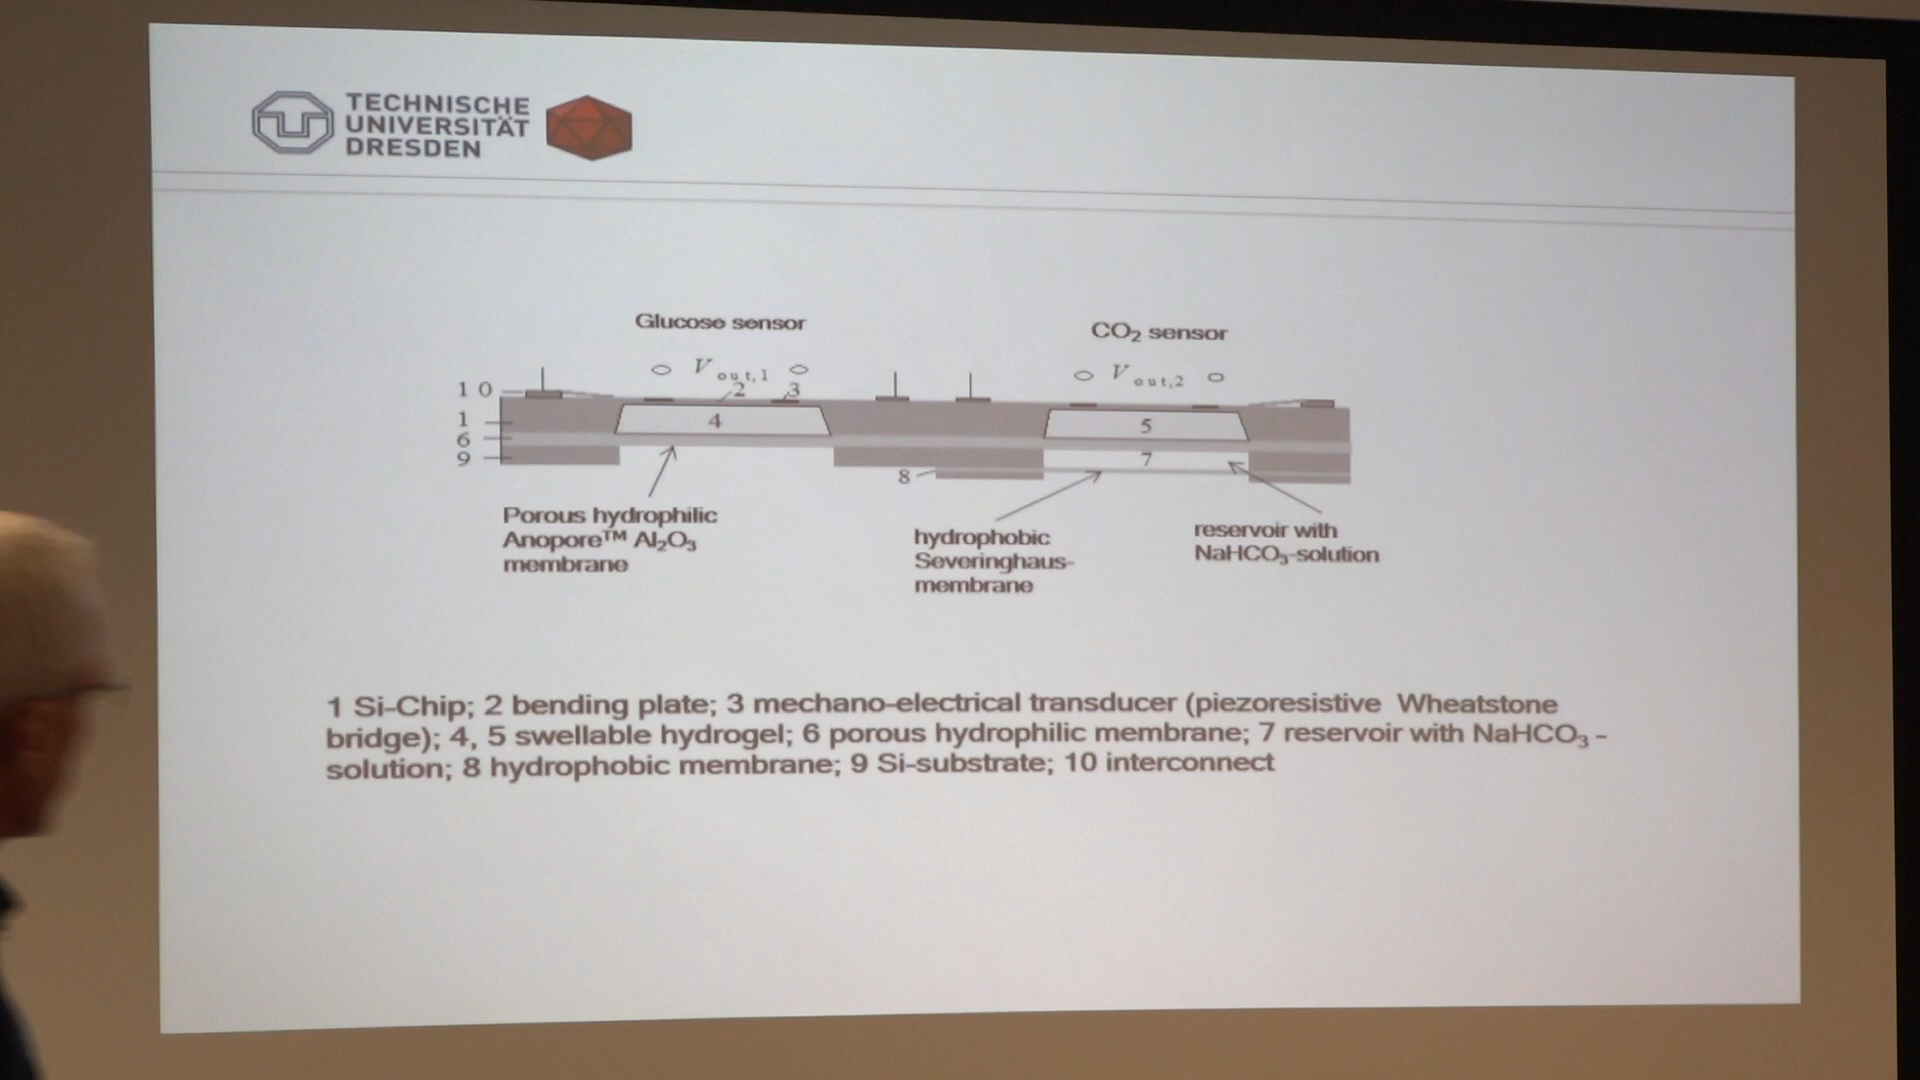 TECHNISCHE
UNIVERSITÄT
DRESDEN
Glucose sensor
CO₂ sensor
V out,1
V out,2
2
3
10
1
6
9
4
5
7
8
Porous hydrophilic
Anopore™ Al₂O₃
membrane
hydrophobic
Severinghaus-
membrane
reservoir with
NaHCO₃-solution
1 Si-Chip; 2 bending plate; 3 mechano-electrical transducer (piezoresistive Wheatstone
bridge); 4, 5 swellable hydrogel; 6 porous hydrophilic membrane; 7 reservoir with NaHCO₃ -
solution; 8 hydrophobic membrane; 9 Si-substrate; 10 interconnect